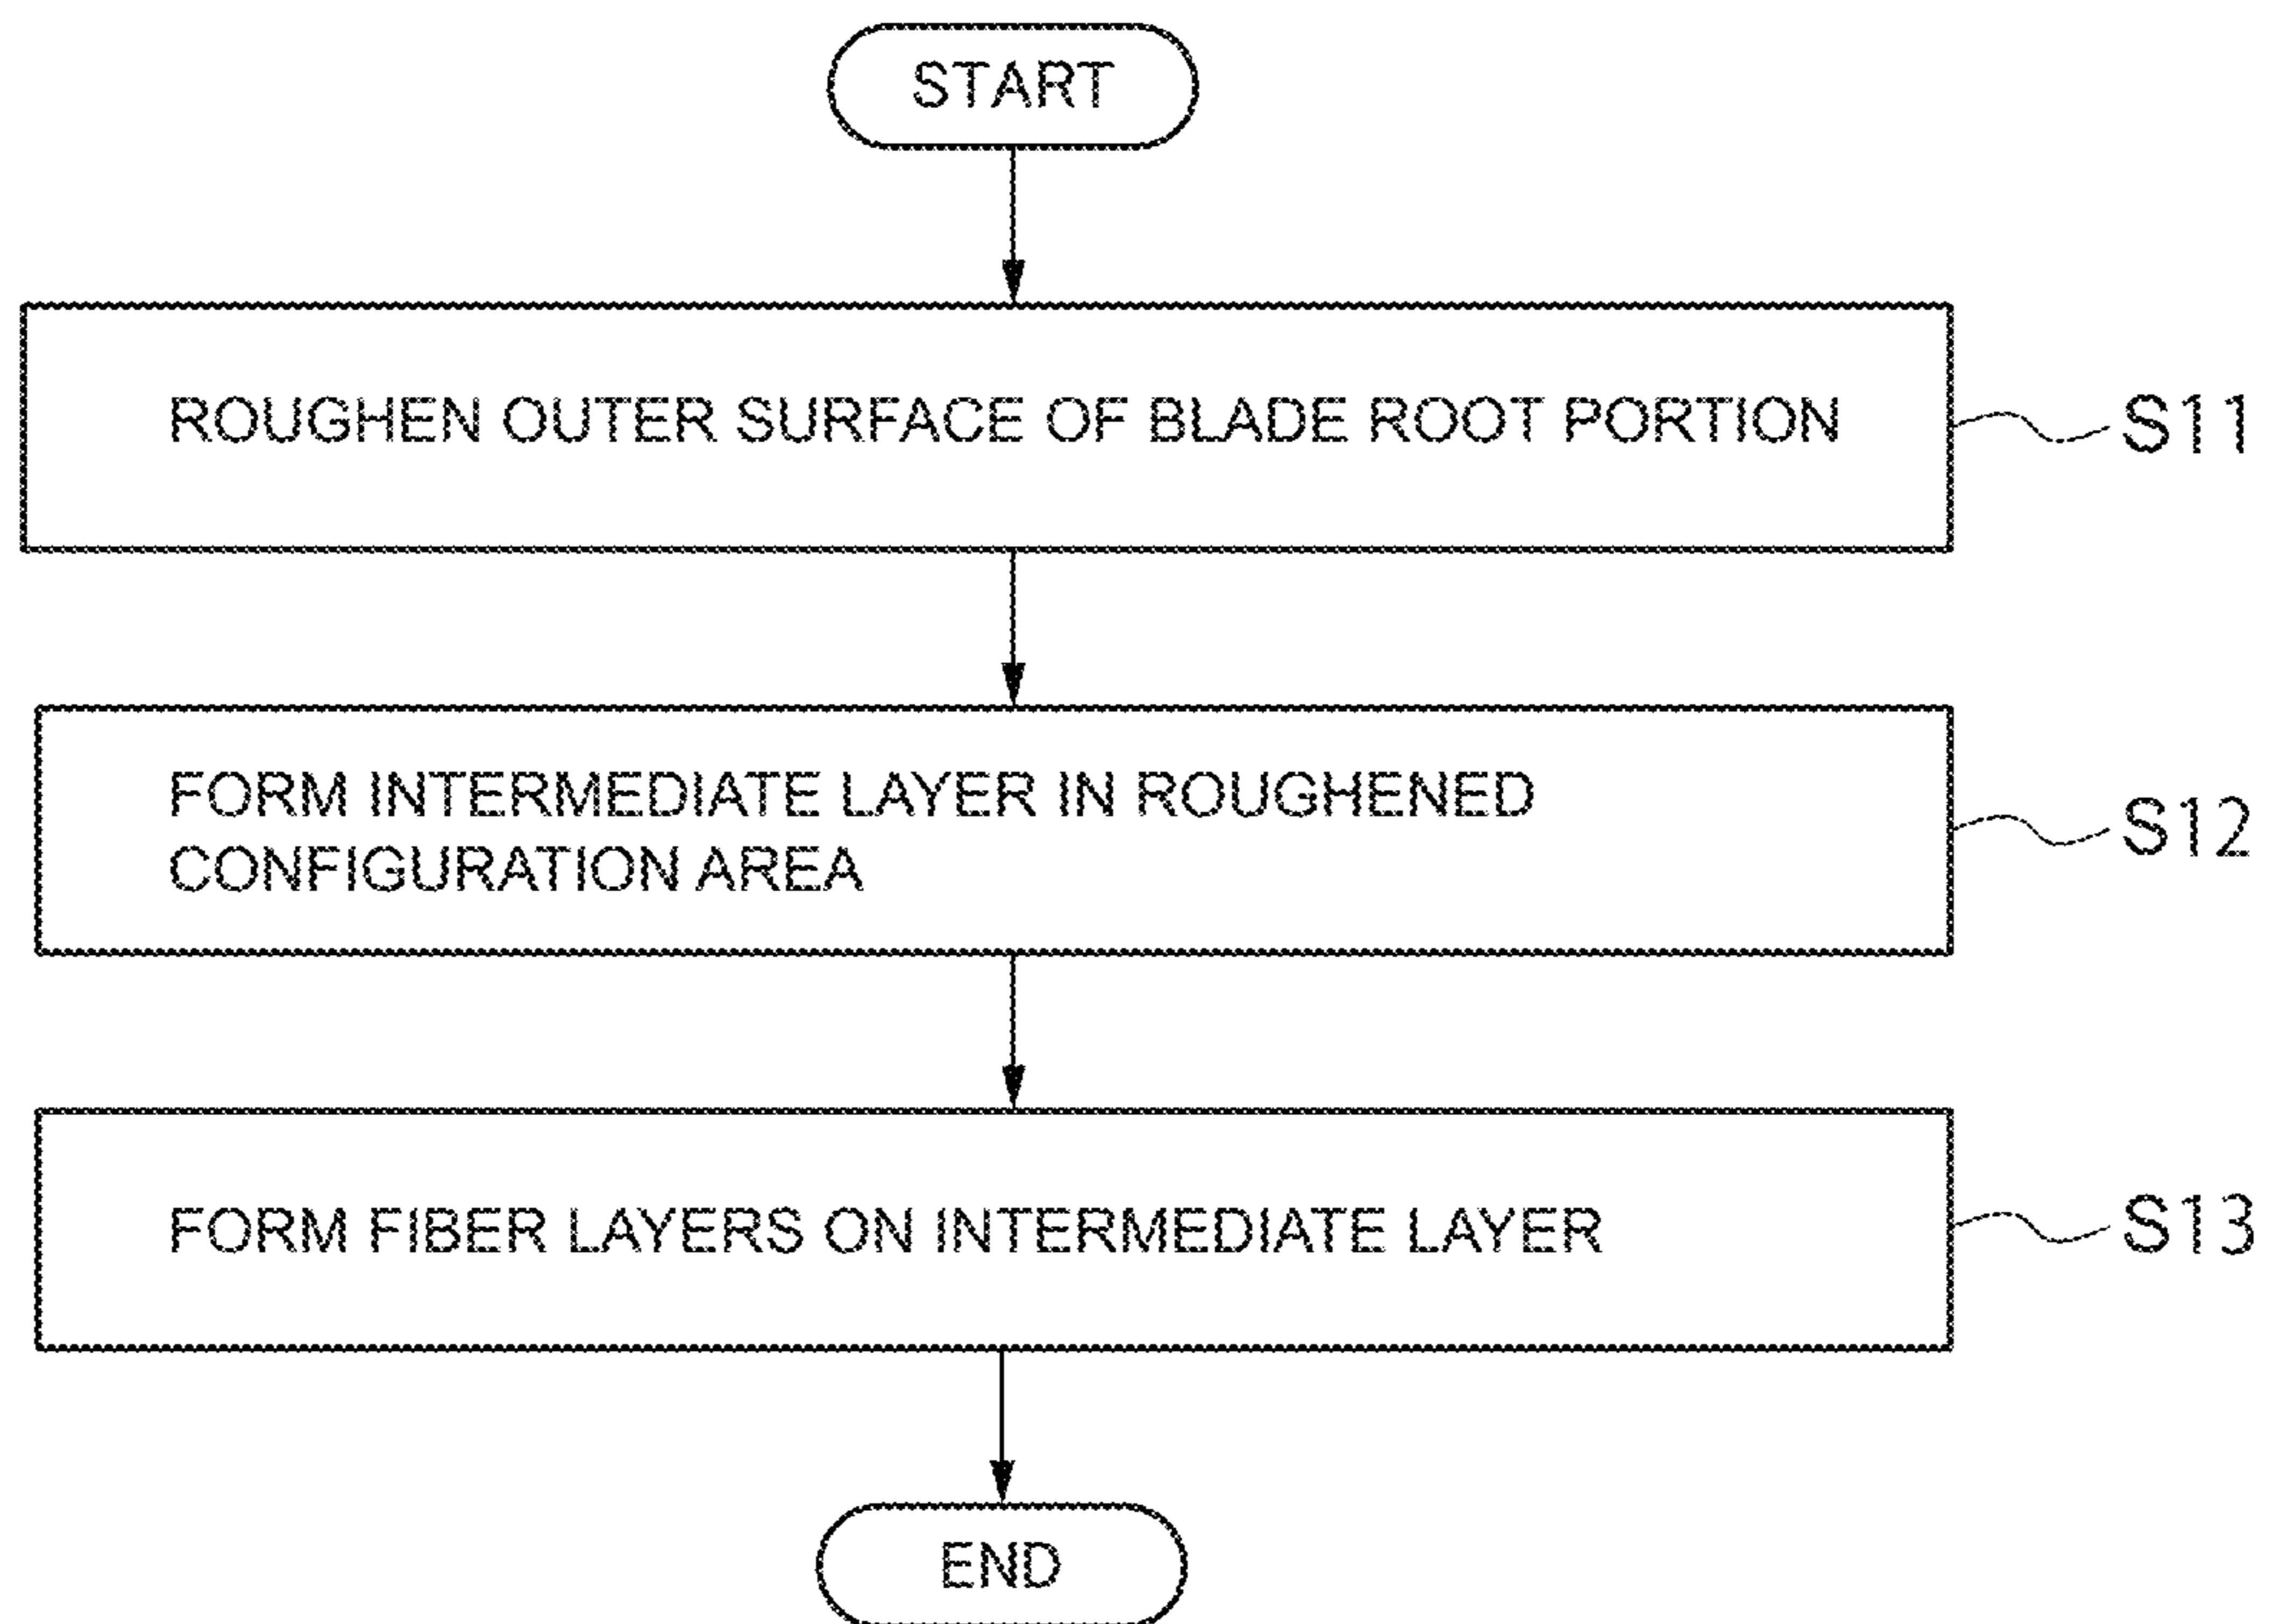 START
ROUGHEN OUTER SURFACE OF BLADE ROOT PORTION
S11
FORM INTERMEDIATE LAYER IN ROUGHENED
CONFIGURATION AREA
S12
FORM FIBER LAYERS ON INTERMEDIATE LAYER
S13
END